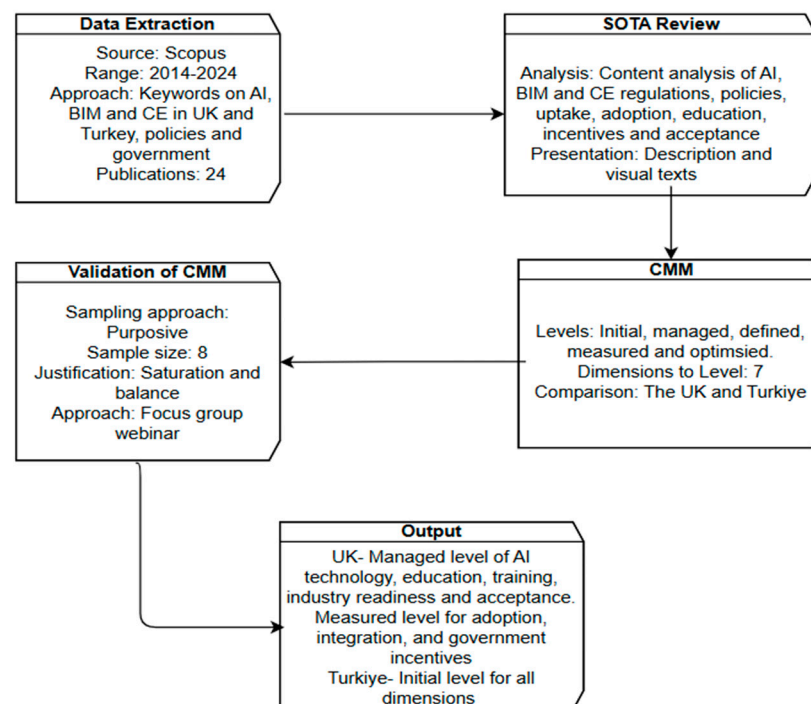 Data Extraction
Source: Scopus
Range: 2014-2024
Approach: Keywords on AI,
BIM and CE in UK and
Turkey, policies and
government
Publications: 24
SOTA Review
Analysis: Content analysis of AI,
BIM and CE regulations, policies,
uptake, adoption, education,
incentives and acceptance
Presentation: Description and
visual texts
CMM
Levels: Initial, managed, defined,
measured and optimsied.
Dimensions to Level: 7
Comparison: The UK and Turkiye
Validation of CMM
Sampling approach:
Purposive
Sample size: 8
Justification: Saturation and
balance
Approach: Focus group
webinar
Output
UK- Managed level of AI
technology, education, training,
industry readiness and acceptance.
Measured level for adoption,
integration, and government
incentives
Turkiye- Initial level for all
dimensions